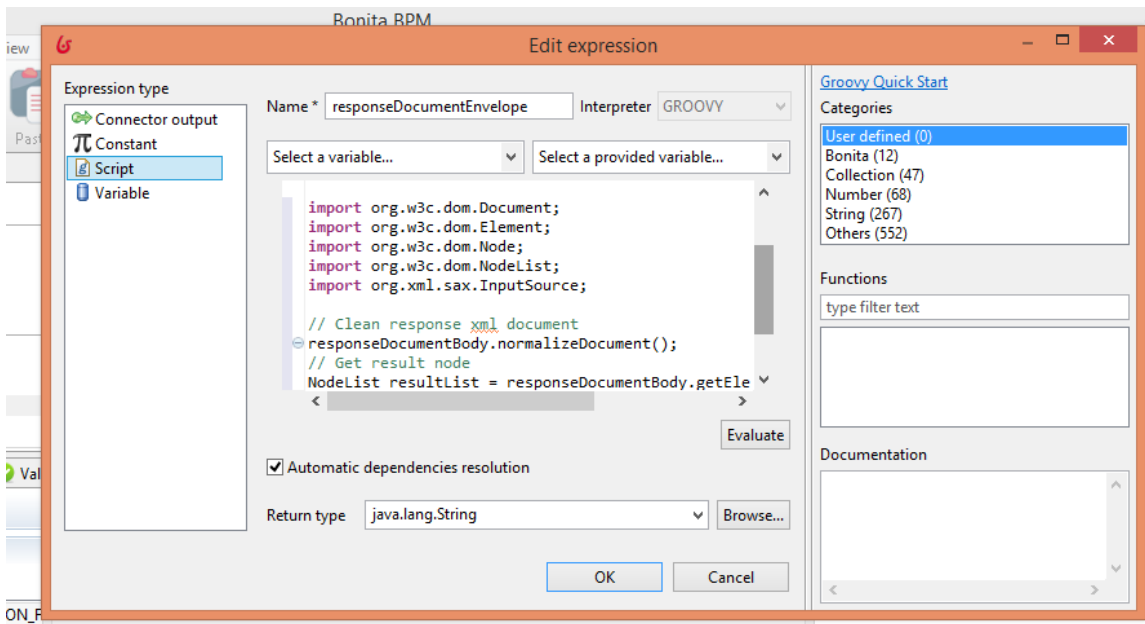 Bonita BPM
iew
Edit expression
Past
Expression type
Connector output
Constant
Script
Variable
Name * responseDocumentEnvelope Interpreter GROOVY
Select a variable... Select a provided variable...
import org.w3c.dom.Document;
import org.w3c.dom.Element;
import org.w3c.dom.Node;
import org.w3c.dom.NodeList;
import org.xml.sax.InputSource;
// Clean response xml document
responseDocumentBody.normalizeDocument();
// Get result node
NodeList resultList = responseDocumentBody.getEle
Evaluate
Automatic dependencies resolution
Return type java.lang.String Browse...
OK Cancel
Groovy Quick Start
Categories
User defined (0)
Bonita (12)
Collection (47)
Number (68)
String (267)
Others (552)
Functions
type filter text
Documentation
Val
ON_F